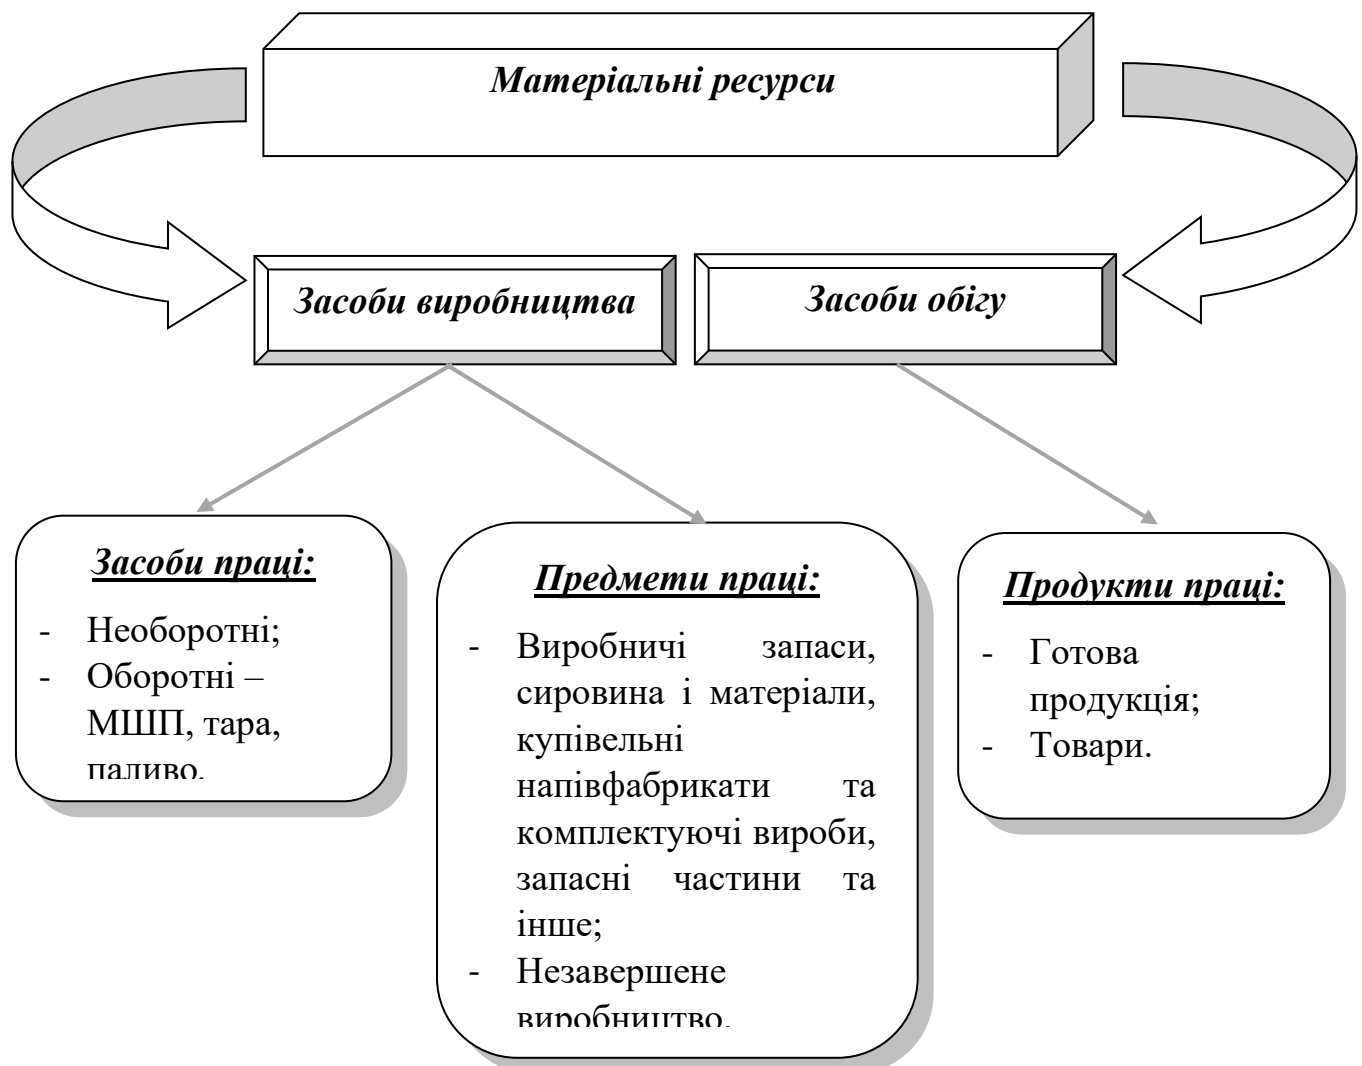 Матеріальні ресурси
Засоби виробництва
Засоби обігу
Засоби праці:
- Необоротні;
- Оборотні –
МШП, тара,
паливо.
Предмети праці:
- Виробничі запаси,
сировина і матеріали,
купівельні
напівфабрикати та
комплектуючі вироби,
запасні частини та
інше;
- Незавершене
виробництво.
Продукти праці:
- Готова
продукція;
- Товари.